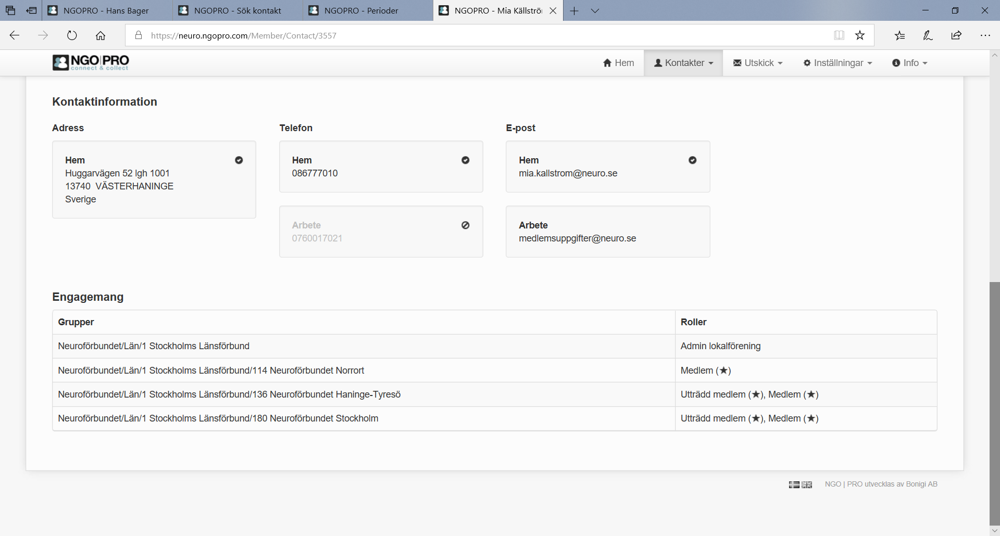 NGOPRO - Hans Bager
NGOPRO - Sök kontakt
NGOPRO - Perioder
NGOPRO - Mia Källströ
https://neuro.ngopro.com/Member/Contact/3557
NGO|PRO
connect & collect
Hem
Kontakter
Utskick
Inställningar
Info
Kontaktinformation
Adress
Hem
Huggarvägen 52 lgh 1001
13740 VÄSTERHANINGE
Sverige
Telefon
Hem
086777010
Arbete
0760017021
E-post
Hem
mia.kallstrom@neuro.se
Arbete
medlemsuppgifter@neuro.se
Engagemang
Grupper Roller
Neuroförbundet/Län/1 Stockholms Länsförbund Admin lokalförening
Neuroförbundet/Län/1 Stockholms Länsförbund/114 Neuroförbundet Norrort Medlem (★)
Neuroförbundet/Län/1 Stockholms Länsförbund/136 Neuroförbundet Haninge-Tyresö Utträdd medlem (★), Medlem (★)
Neuroförbundet/Län/1 Stockholms Länsförbund/180 Neuroförbundet Stockholm Utträdd medlem (★), Medlem (★)
NGO | PRO utvecklas av Bonigi AB